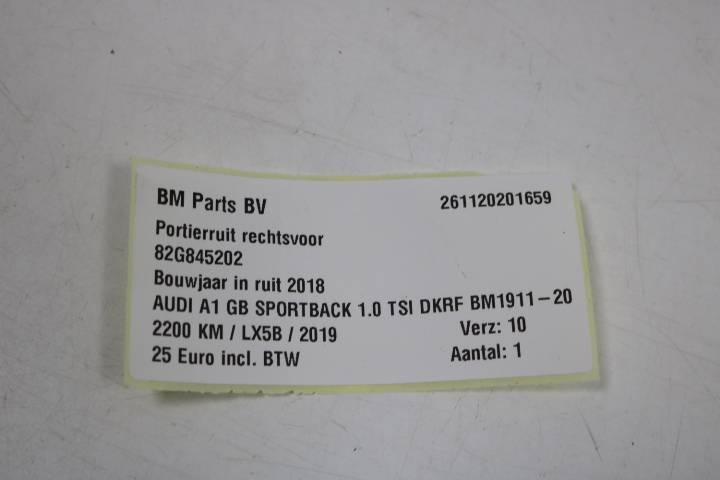 BM Parts BV 261120201659
Portierruit rechtsvoor
82G845202
Bouwjaar in ruit 2018
AUDI A1 GB SPORTBACK 1.0 TSI DKRF BM1911-20
2200 KM / LX5B / 2019 Verz: 10
25 Euro incl. BTW Aantal: 1